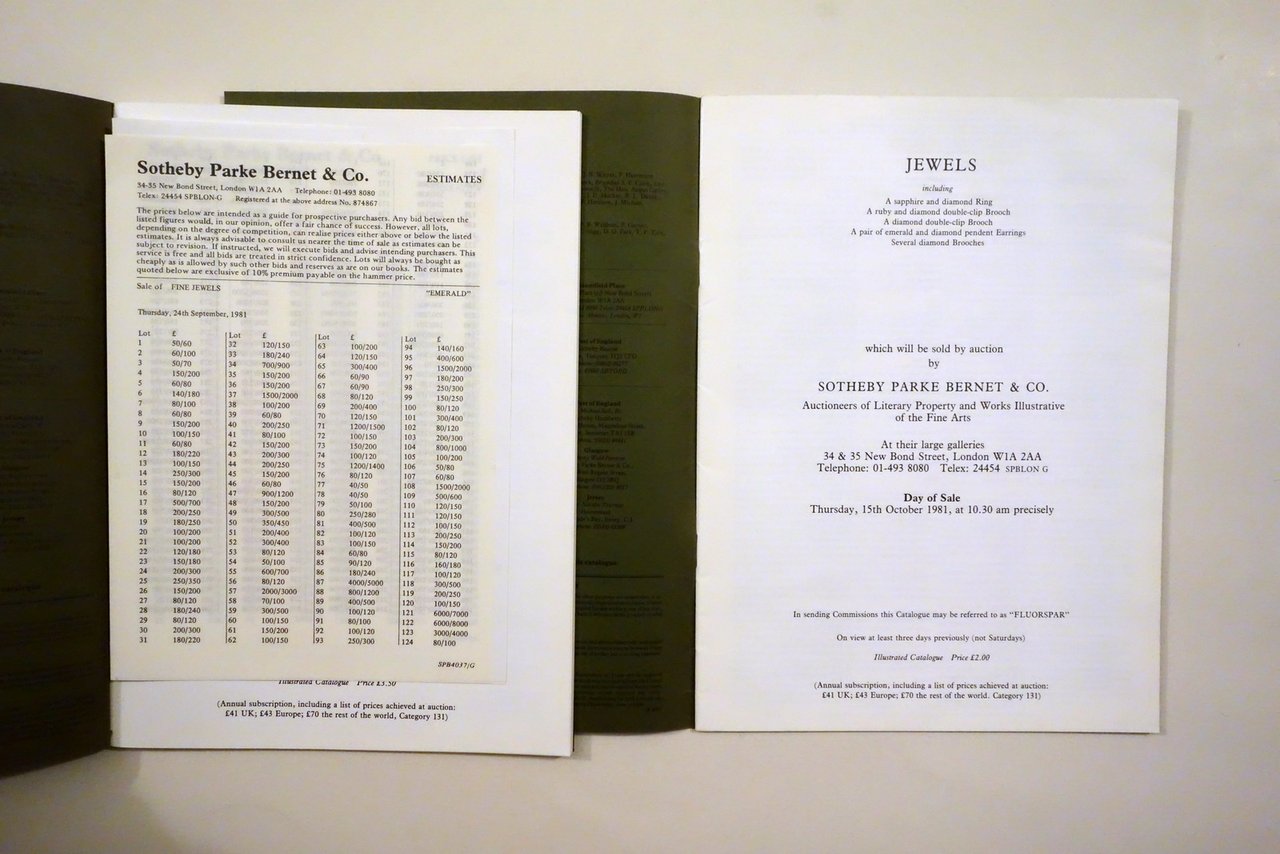 Sotheby Parke Bernet & Co.
ESTIMATES
34-35 New Bond Street, London W1A 2AA Telephone: 01-493 8080
Telex: 24454 SPBLON-G Registered at the above address No. 874867
The prices below are intended as a guide for prospective purchasers. Any bid between the
listed figures would, in our opinion, offer a fair chance of success. However, all lots,
depending on the degree of competition, can realise prices either above or below the listed
estimates. It is always advisable to consult us nearer the time of sale as estimates can be
subject to revision. If instructed, we will execute bids and advise intending purchasers. This
service is free and all bids are treated in strict confidence. Lots will always be bought as
cheaply as is allowed by such other bids and reserves as are on our books. The estimates
quoted below are exclusive of 10% premium payable on the hammer price.
Sale of FINE JEWELS
"EMERALD"
Thursday, 24th September, 1981
Lot £ Lot £ Lot £ Lot £
1 50/60 32 120/150 63 100/200 94 140/160
2 60/100 33 180/240 64 120/150 95 400/600
3 50/70 34 700/900 65 300/400 96 1500/2000
4 150/200 35 150/200 66 60/90 97 180/200
5 60/80 36 150/200 67 60/90 98 250/300
6 140/180 37 1500/2000 68 80/120 99 150/250
7 80/100 38 100/200 69 200/400 100 80/120
8 60/80 39 60/80 70 120/150 101 300/400
9 150/200 40 200/250 71 1200/1500 102 80/120
10 100/150 41 80/100 72 100/150 103 200/300
11 60/80 42 150/200 73 150/200 104 800/1000
12 180/220 43 200/300 74 100/120 105 100/200
13 100/150 44 200/250 75 1200/1400 106 50/80
14 250/300 45 150/200 76 80/120 107 60/80
15 150/200 46 60/80 77 40/50 108 1500/2000
16 80/120 47 900/1200 78 40/50 109 500/600
17 500/700 48 150/200 79 50/100 110 120/150
18 200/250 49 300/500 80 250/280 111 120/150
19 180/250 50 350/450 81 400/500 112 100/150
20 100/200 51 200/400 82 100/120 113 200/250
21 100/200 52 300/400 83 100/150 114 150/200
22 120/180 53 80/120 84 60/80 115 80/120
23 150/180 54 50/100 85 90/120 116 160/180
24 200/300 55 600/700 86 180/240 117 100/120
25 250/350 56 80/120 87 4000/5000 118 300/500
26 150/200 57 2000/3000 88 800/1200 119 200/250
27 80/120 58 70/100 89 400/500 120 100/150
28 180/240 59 300/500 90 100/120 121 6000/7000
29 80/120 60 100/150 91 80/100 122 6000/8000
30 200/300 61 150/200 92 100/120 123 3000/4000
31 180/220 62 100/150 93 250/300 124 80/100
SPB4037/G
Illustrated Catalogue Price £3.50
(Annual subscription, including a list of prices achieved at auction:
£41 UK; £43 Europe; £70 the rest of the world, Category 131)
JEWELS
including
A sapphire and diamond Ring
A ruby and diamond double-clip Brooch
A diamond double-clip Brooch
A pair of emerald and diamond pendent Earrings
Several diamond Brooches
which will be sold by auction
by
SOTHEBY PARKE BERNET & CO.
Auctioneers of Literary Property and Works Illustrative
of the Fine Arts
At their large galleries
34 & 35 New Bond Street, London W1A 2AA
Telephone: 01-493 8080 Telex: 24454 SPBLON G
Day of Sale
Thursday, 15th October 1981, at 10.30 am precisely
In sending Commissions this Catalogue may be referred to as "FLUORSPAR"
On view at least three days previously (not Saturdays)
Illustrated Catalogue Price £2.00
(Annual subscription, including a list of prices achieved at auction:
£41 UK; £43 Europe; £70 the rest of the world. Category 131)